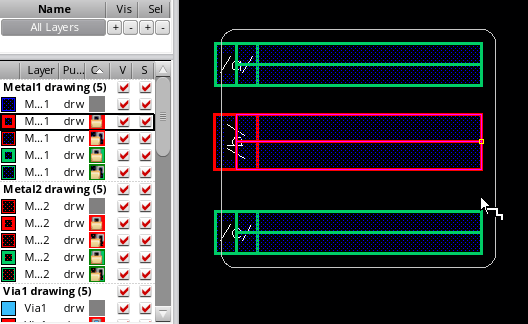 Name Vis Sel
All Layers + - + -
Layer Pu... C V S
Metal1 drawing (5)
M...1 drw
M...1 drw
M...1 drw
M...1 drw
M...1 drw
Metal2 drawing (5)
M...2 drw
M...2 drw
M...2 drw
M...2 drw
M...2 drw
Via1 drawing (5)
Via1 drw